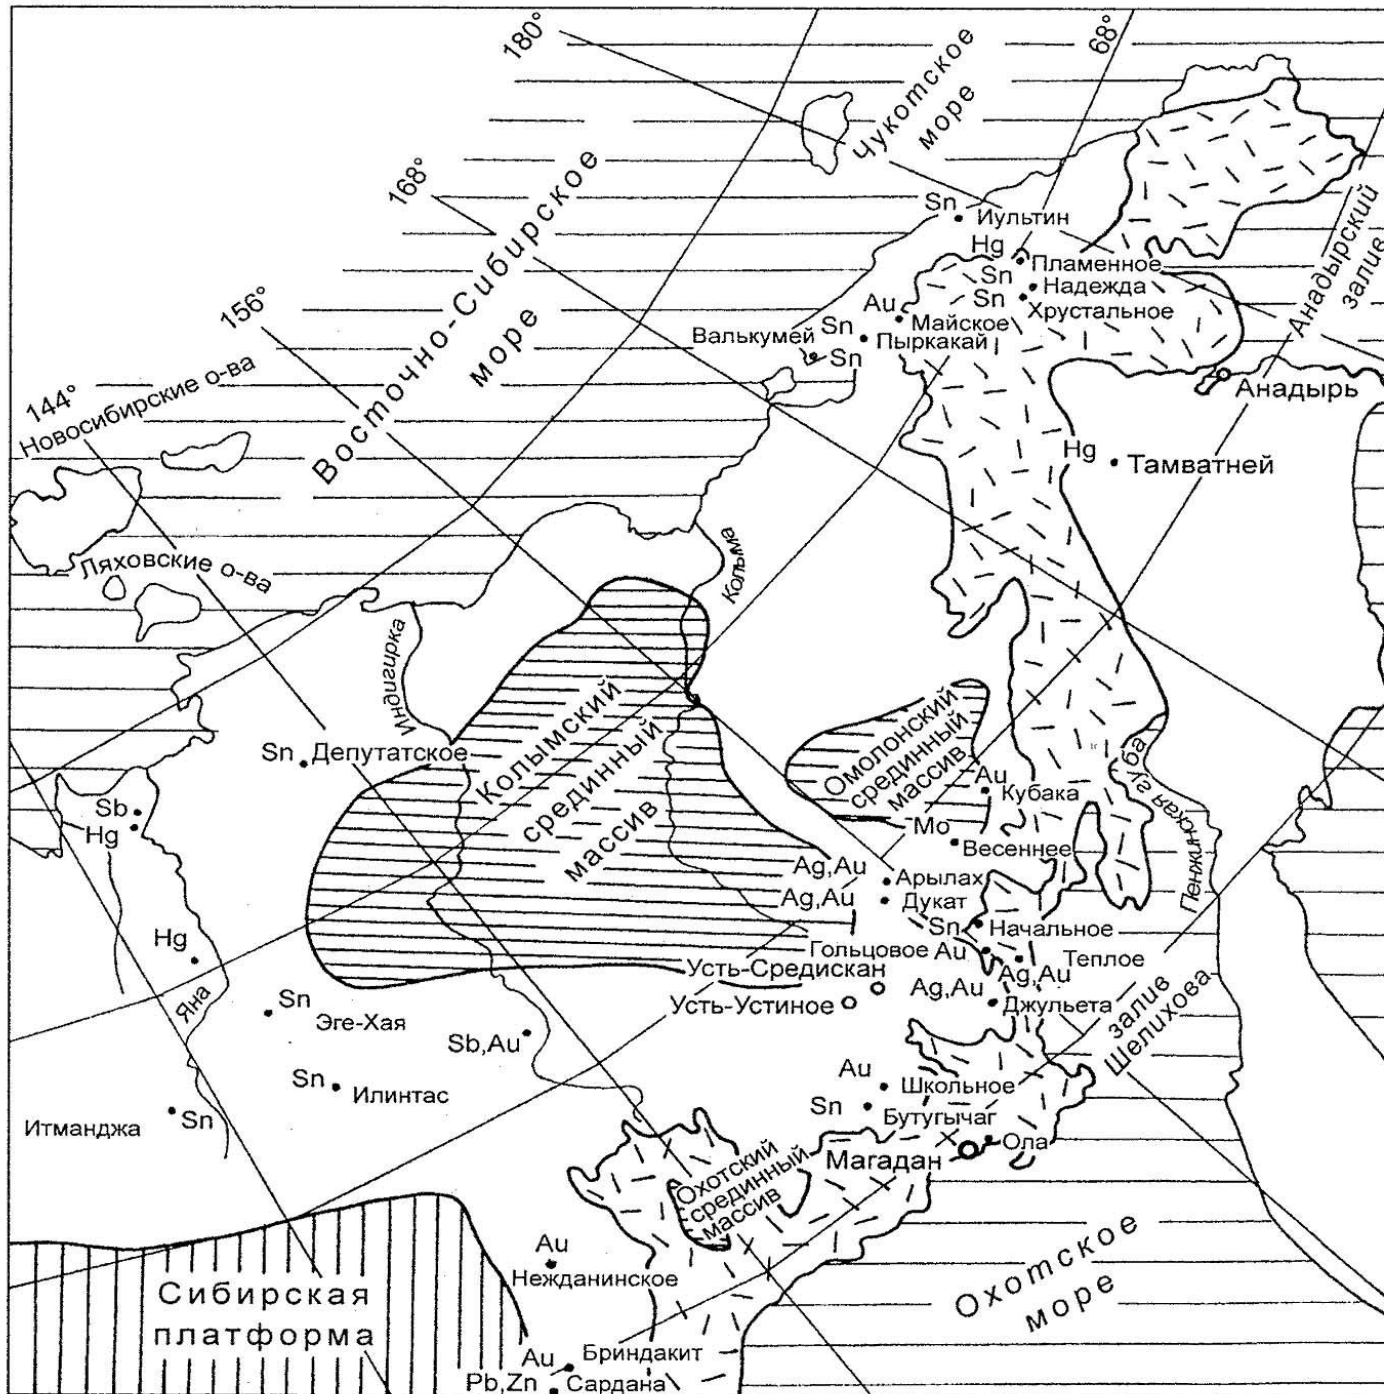 180°
68°
Чукотское
море
168°
Восточно-Сибирское
море
156°
Новосибирские о-ва
144°
Ляховские о-ва
Анадырский
залив
Sn
Иультин
Hg
Пламенное
Sn
Надежда
Sn
Хрустальное
Au
Майское
Sn
Пыркакай
Валькумей
Sn
Анадырь
Hg
Тамватней
Колыма
Индигирка
Колымский
срединный
массив
Омолонский
срединный
массив
Пенжинская губа
Sn Депутатское
Sb
Hg
Au
Кубака
Mo
Весеннее
Ag,Au
Арылах
Ag,Au
Дукат
Sn
Начальное
Гольцовое Au
Теплое
Ag,Au
Усть-Средискан
Ag,Au
Джульета
Усть-Устиное
залив
Шелихова
Hg
Яна
Sn
Эге-Хая
Sb,Au
Sn
Илинтас
Итманджа
Sn
Au
Школьное
Sn
Бутугычаг
Ола
Магадан
Охотский
срединный
массив
Au
Нежданинское
Охотское
море
Сибирская
платформа
Au
Бриндакит
Pb,Zn
Сардана